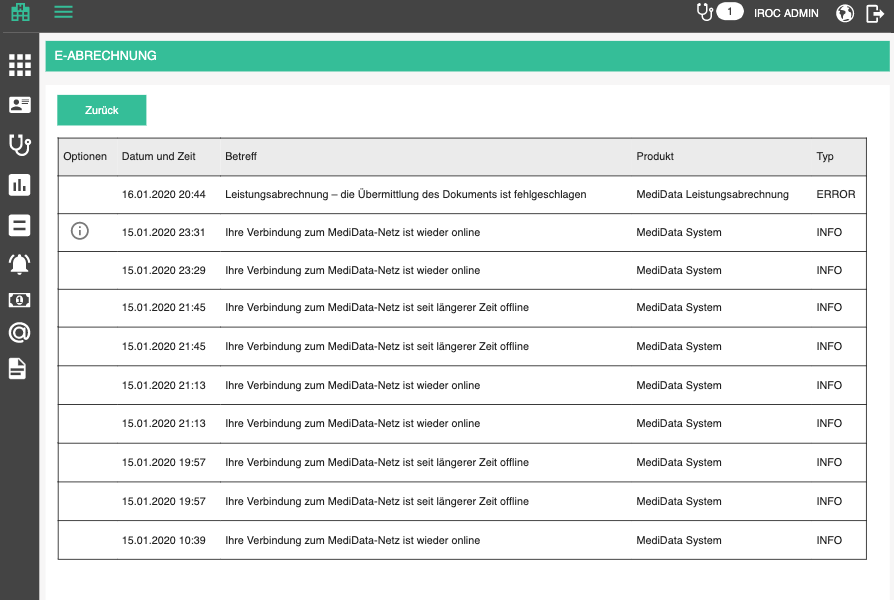 1 IROC ADMIN
E-ABRECHNUNG
Zurück
Optionen Datum und Zeit Betreff Produkt Typ
16.01.2020 20:44 Leistungsabrechnung – die Übermittlung des Dokuments ist fehlgeschlagen MediData Leistungsabrechnung ERROR
15.01.2020 23:31 Ihre Verbindung zum MediData-Netz ist wieder online MediData System INFO
15.01.2020 23:29 Ihre Verbindung zum MediData-Netz ist wieder online MediData System INFO
15.01.2020 21:45 Ihre Verbindung zum MediData-Netz ist seit längerer Zeit offline MediData System INFO
15.01.2020 21:45 Ihre Verbindung zum MediData-Netz ist seit längerer Zeit offline MediData System INFO
15.01.2020 21:13 Ihre Verbindung zum MediData-Netz ist wieder online MediData System INFO
15.01.2020 21:13 Ihre Verbindung zum MediData-Netz ist wieder online MediData System INFO
15.01.2020 19:57 Ihre Verbindung zum MediData-Netz ist seit längerer Zeit offline MediData System INFO
15.01.2020 19:57 Ihre Verbindung zum MediData-Netz ist seit längerer Zeit offline MediData System INFO
15.01.2020 10:39 Ihre Verbindung zum MediData-Netz ist wieder online MediData System INFO